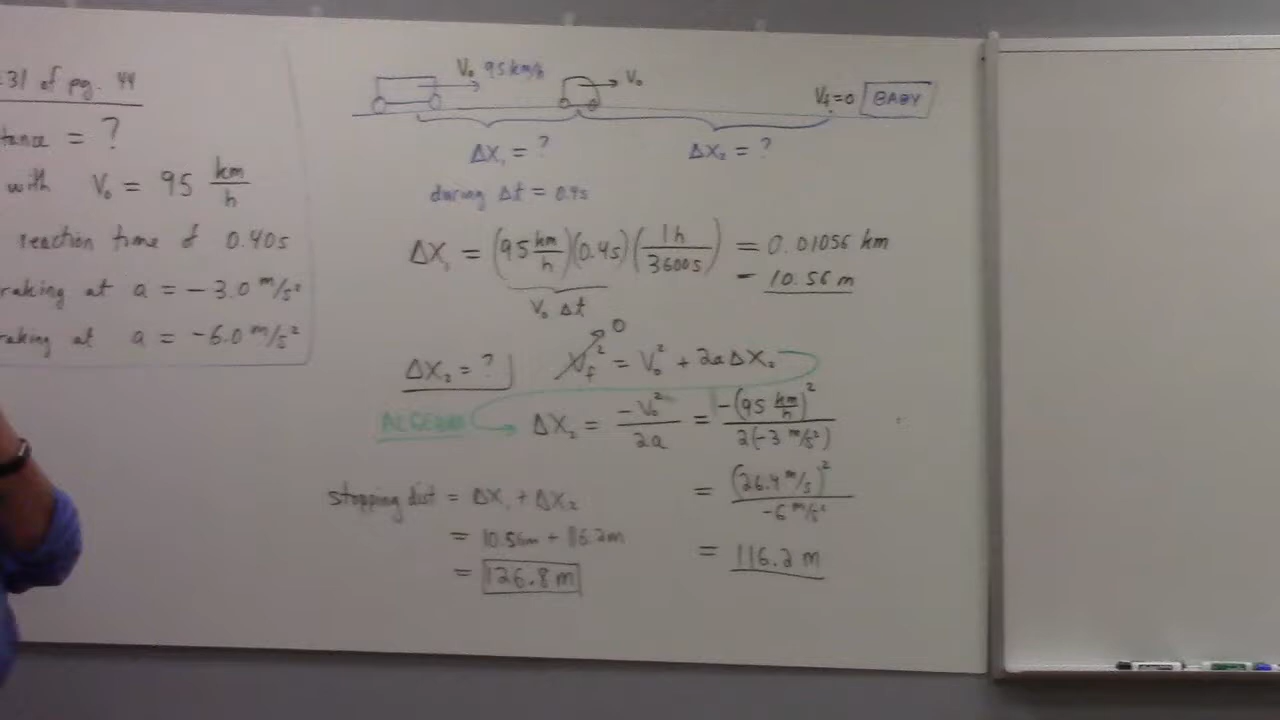 31 of pg. 44
tance = ?
with V₀ = 95 km/h
reaction time of 0.40s
raking at a = -3.0 m/s²
raking at a = -6.0 m/s²
V₀ 95 km/h
V₀
V_f = 0 BABY
ΔX₁ = ?
ΔX₂ = ?
during Δt = 0.4s
ΔX₁ = (95 km/h)(0.4s)(1h/3600s) = 0.01056 km
= 10.56 m
V₀ Δt
0
ΔX₂ = ? V_f² = V₀² + 2aΔX₂
ALGEBRA ΔX₂ = -V₀²/2a = -(95 km/h)²/2(-3 m/s²)
= (26.4 m/s)²/-6 m/s²
= 116.2 m
stopping dist = ΔX₁ + ΔX₂
= 10.56m + 116.2m
= 126.8 m